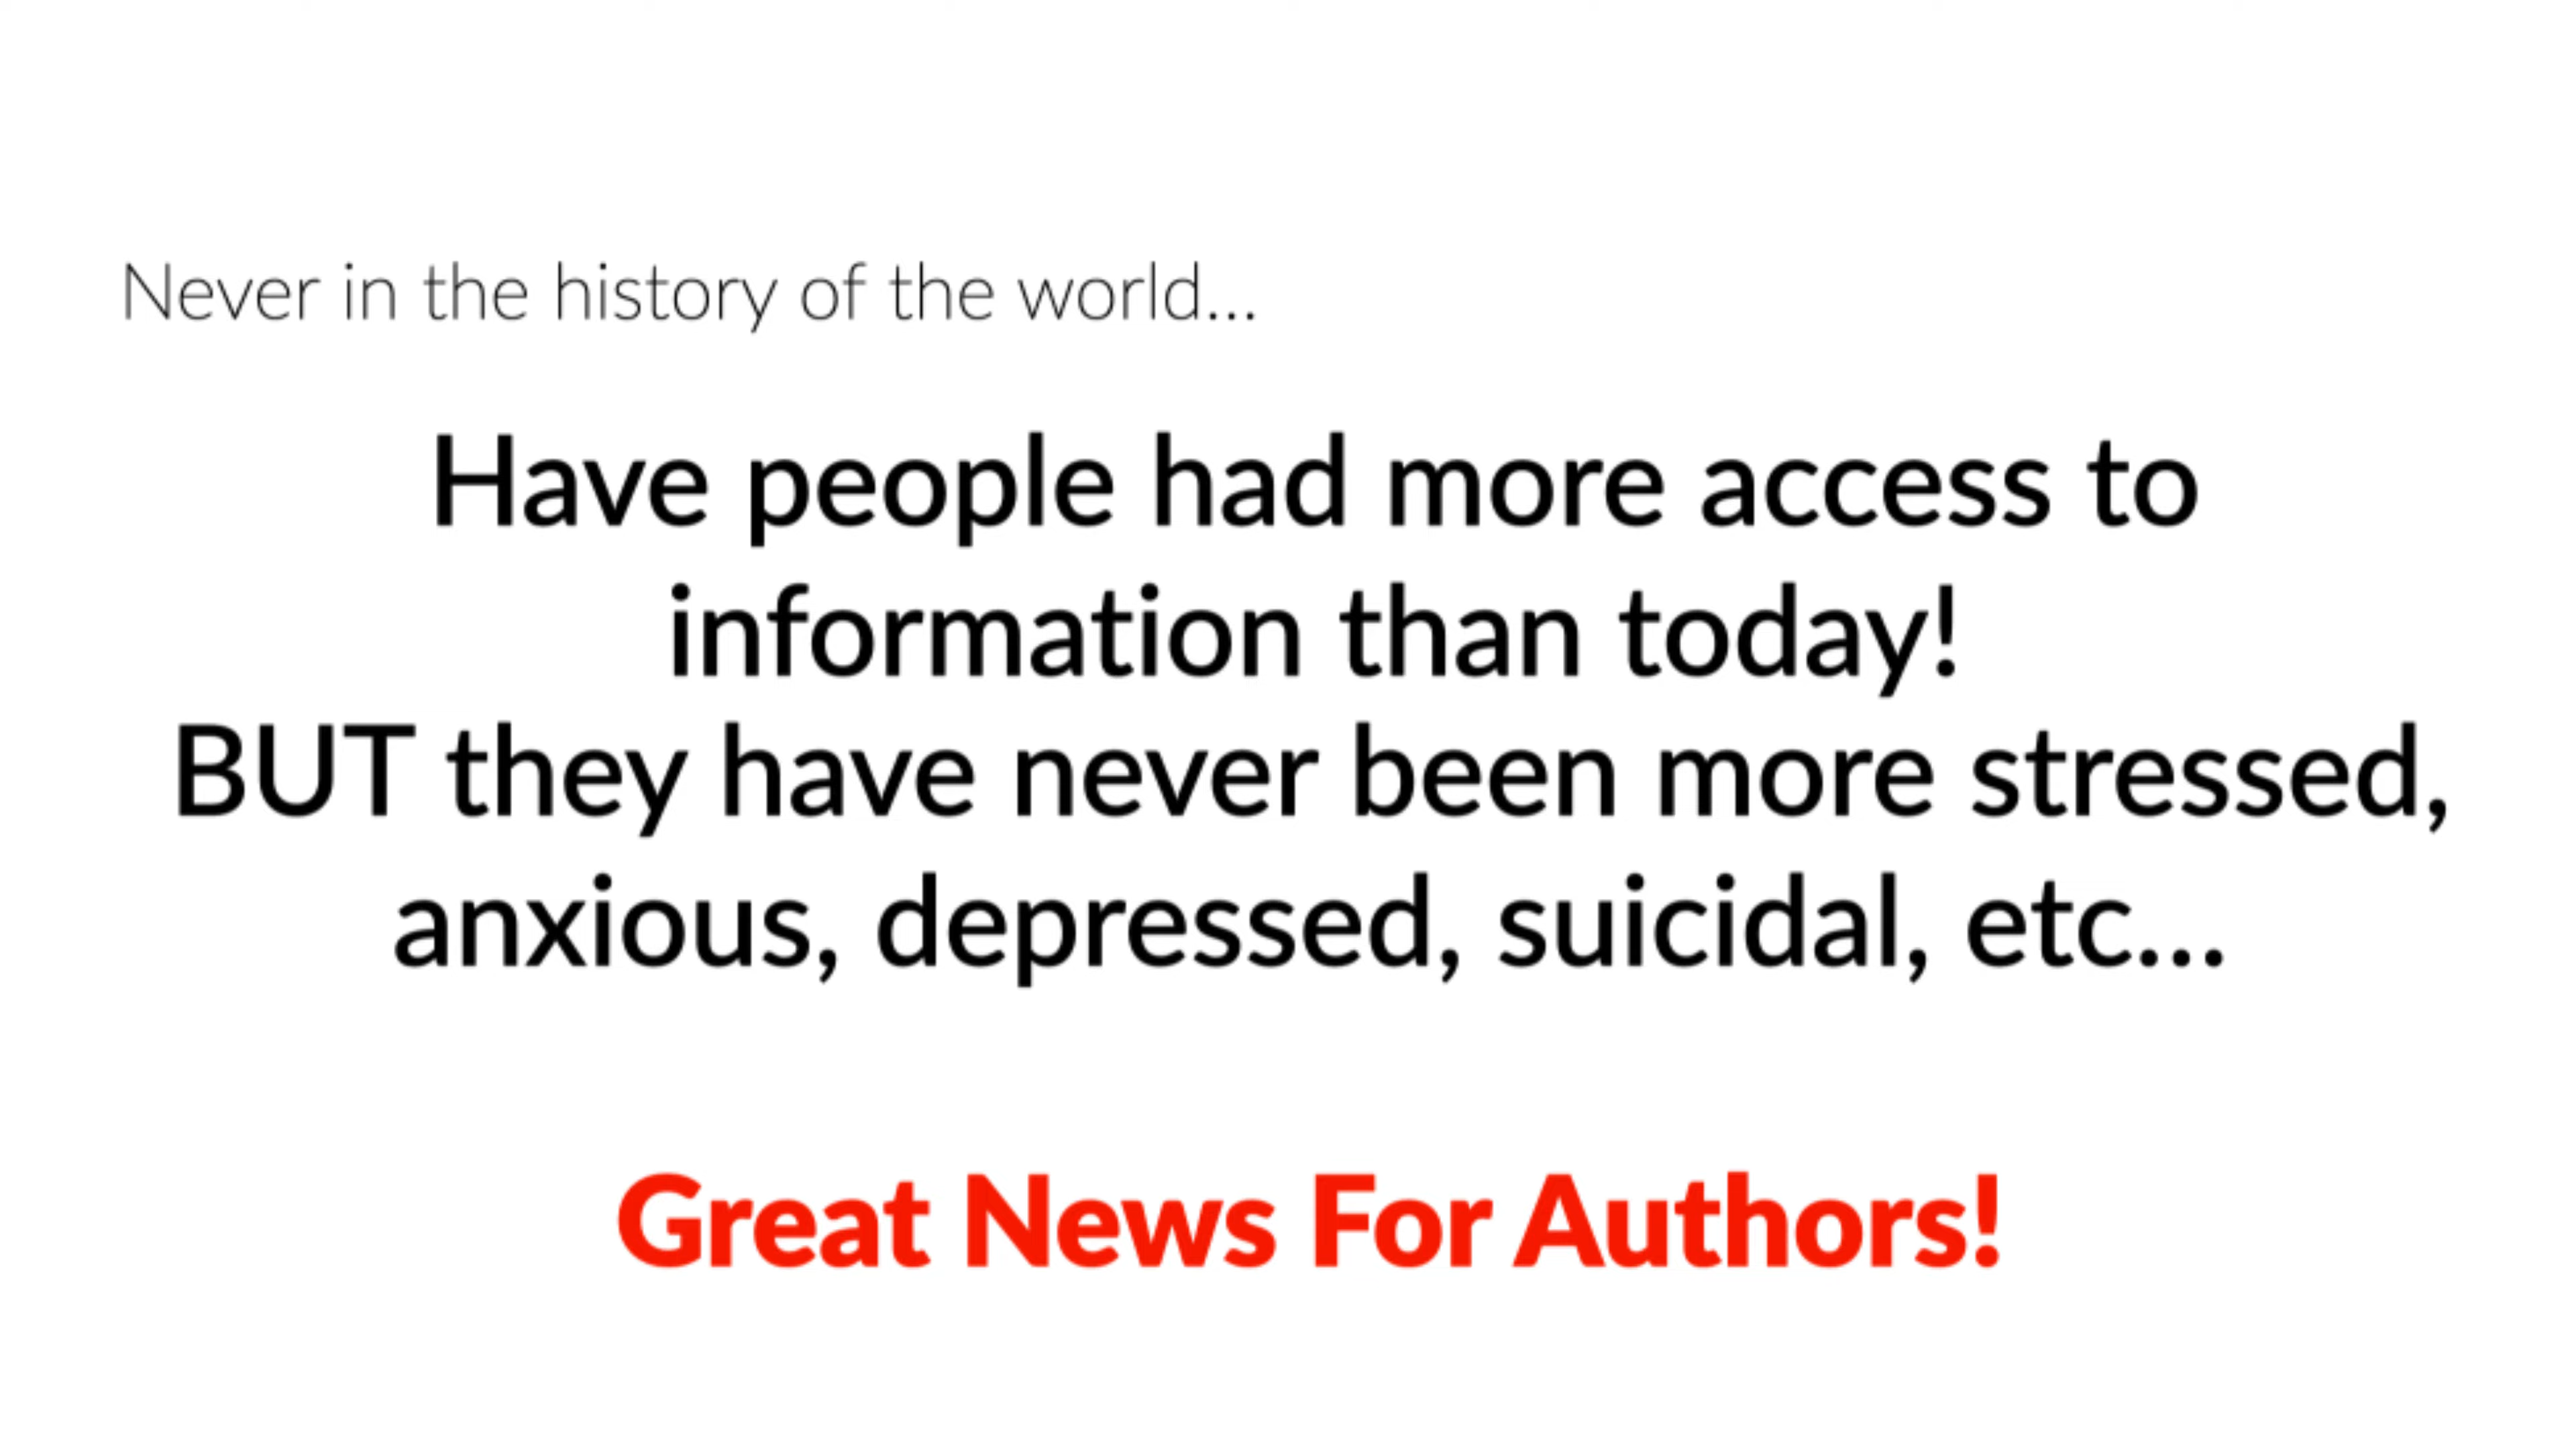 Never in the history of the world...
Have people had more access to
information than today!
BUT they have never been more stressed,
anxious, depressed, suicidal, etc...
Great News For Authors!